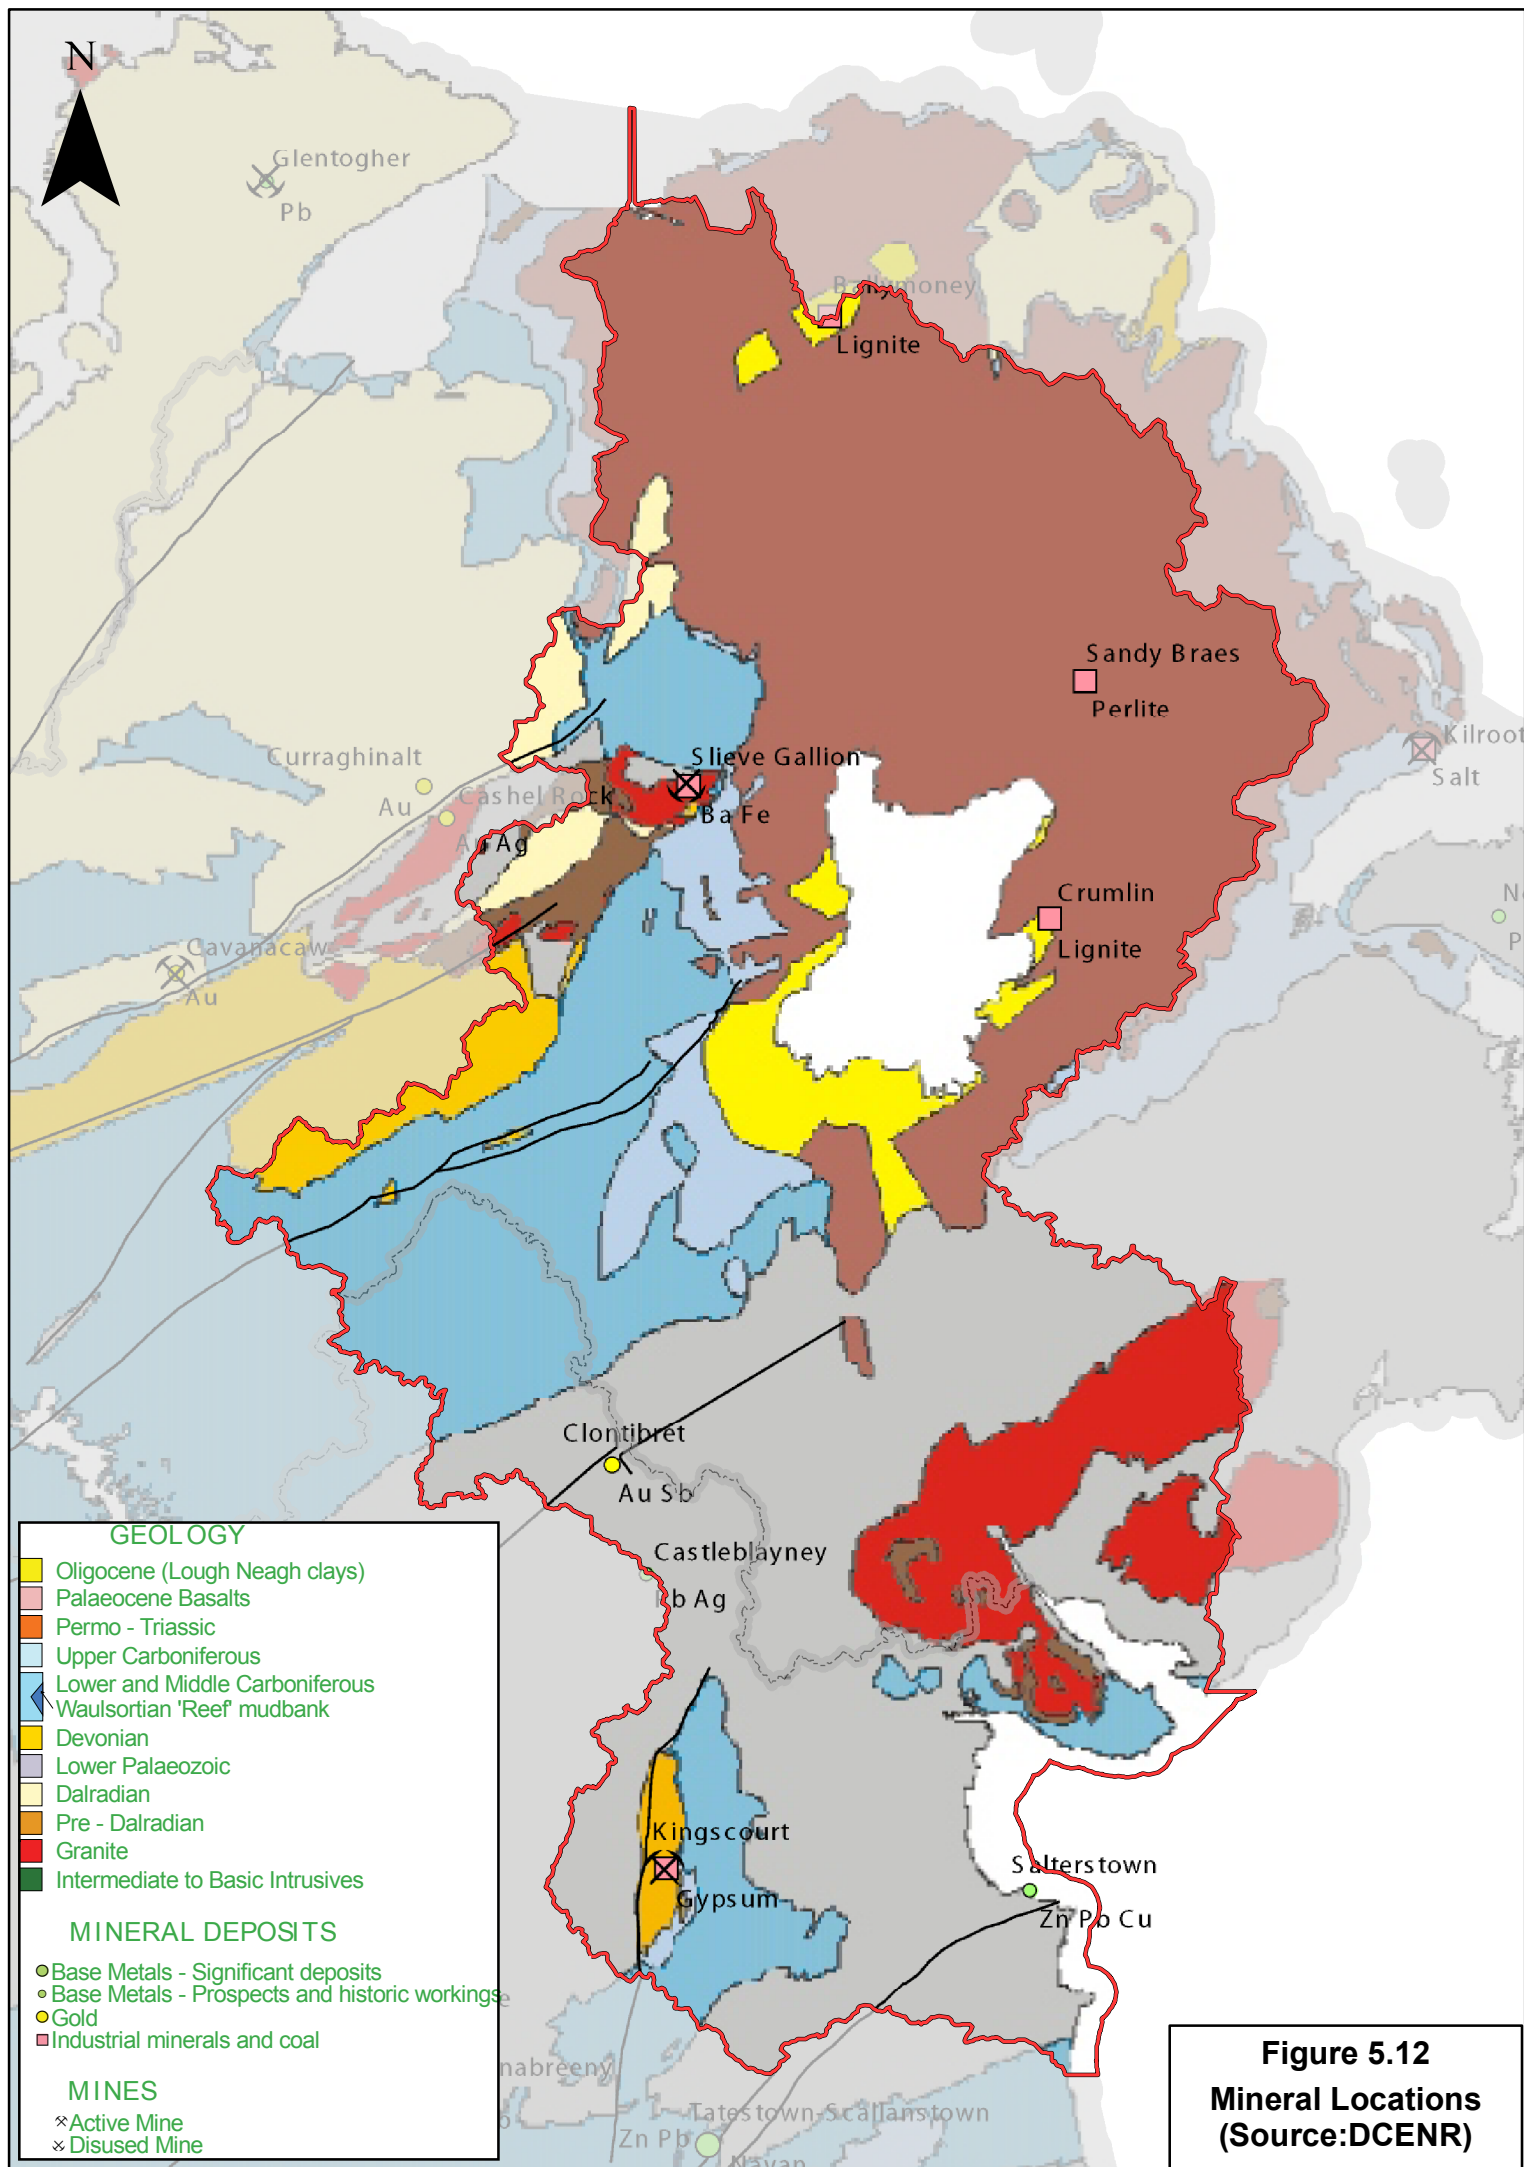 N
Glentogher
Pb
Ballymoney
Lignite
Sandy Braes
Perlite
Kilroot
Salt
Curraghinalt
Au
Cashel Rock
Au Ag
Slieve Gallion
Ba Fe
Crumlin
Lignite
Cavanacaw
Au
Clontibret
Au Sb
Castleblayney
Pb Ag
Kingscourt
Gypsum
Salterstown
Zn Pb Cu
Tatestown-Scallanstown
Zn Pb
Navan
nabreeny
GEOLOGY
Oligocene (Lough Neagh clays)
Palaeocene Basalts
Permo - Triassic
Upper Carboniferous
Lower and Middle Carboniferous
Waulsortian 'Reef' mudbank
Devonian
Lower Palaeozoic
Dalradian
Pre - Dalradian
Granite
Intermediate to Basic Intrusives
MINERAL DEPOSITS
Base Metals - Significant deposits
Base Metals - Prospects and historic workings
Gold
Industrial minerals and coal
MINES
Active Mine
Disused Mine
Figure 5.12
Mineral Locations
(Source:DCENR)